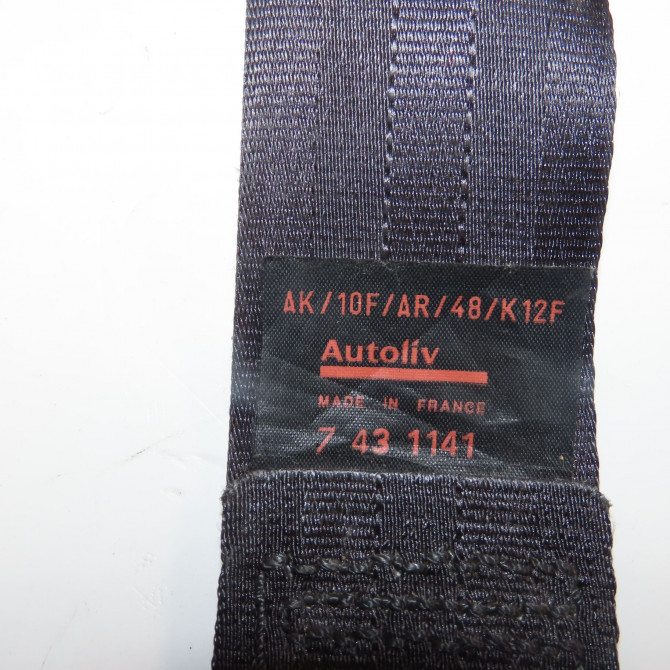 AK/10F/AR/48/K12F
Autoliv
MADE IN FRANCE
7 43 1141